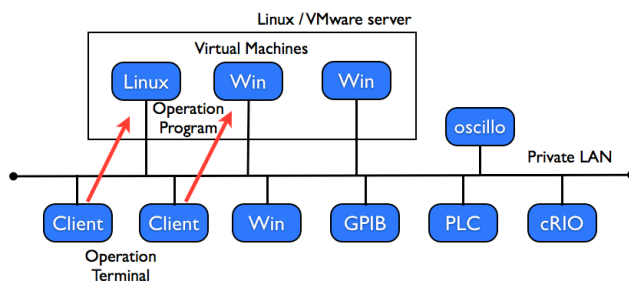 Linux / VMware server
Virtual Machines
Linux
Win
Win
Operation
Program
oscillo
Private LAN
Client
Client
Win
GPIB
PLC
cRIO
Operation
Terminal